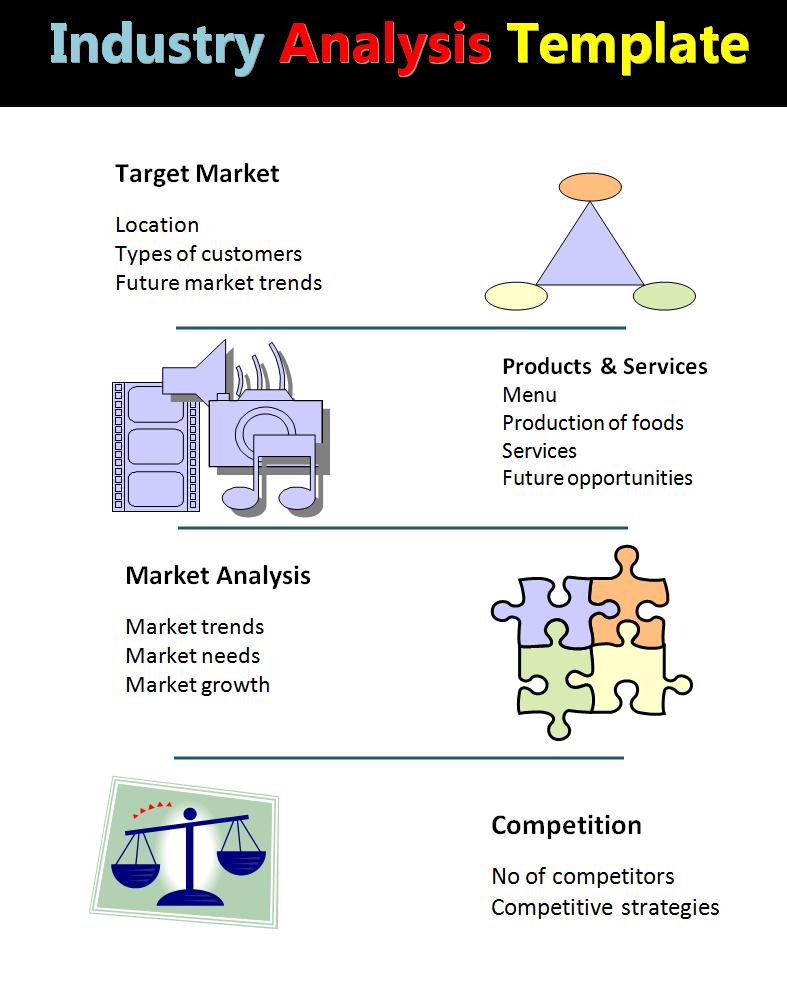 Industry Analysis Template
Target Market
Location
Types of customers
Future market trends
Products & Services
Menu
Production of foods
Services
Future opportunities
Market Analysis
Market trends
Market needs
Market growth
Competition
No of competitors
Competitive strategies